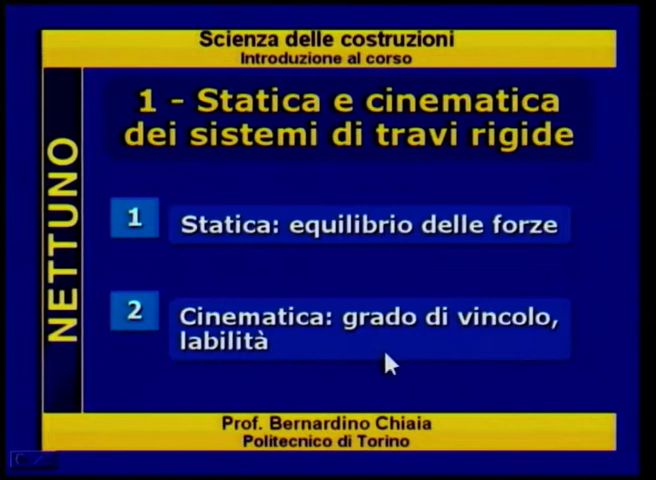 Scienza delle costruzioni
Introduzione al corso
NETTUNO
1 - Statica e cinematica
dei sistemi di travi rigide
1
Statica: equilibrio delle forze
2
Cinematica: grado di vincolo,
labilità
Prof. Bernardino Chiaia
Politecnico di Torino